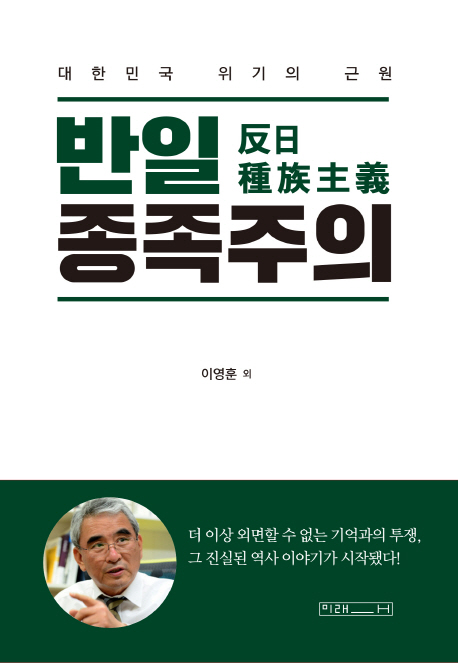 대한민국 위기의 근원
반일 反日
種族主義
종족주의
이영훈 외
더 이상 외면할 수 없는 기억과의 투쟁,
그 진실된 역사 이야기가 시작됐다!
미래H